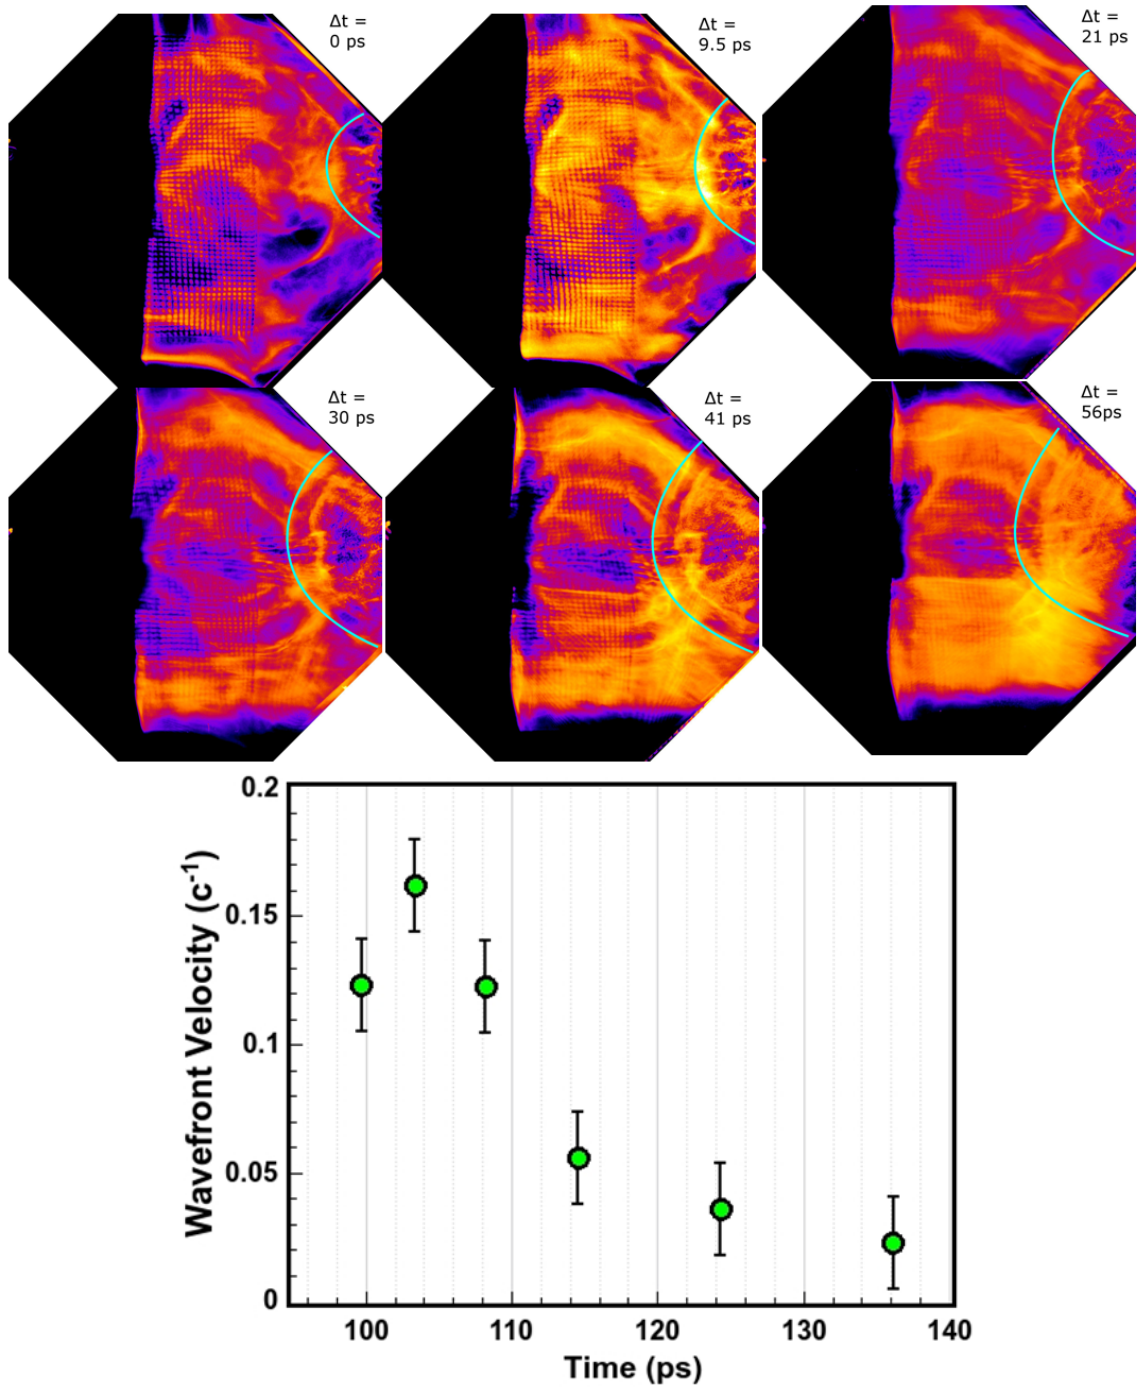 Δt =
0 ps
Δt =
9.5 ps
Δt =
21 ps
Δt =
30 ps
Δt =
41 ps
Δt =
56ps
Wavefront Velocity (c⁻¹)
0.2
0.15
0.1
0.05
0
100 110 120 130 140
Time (ps)